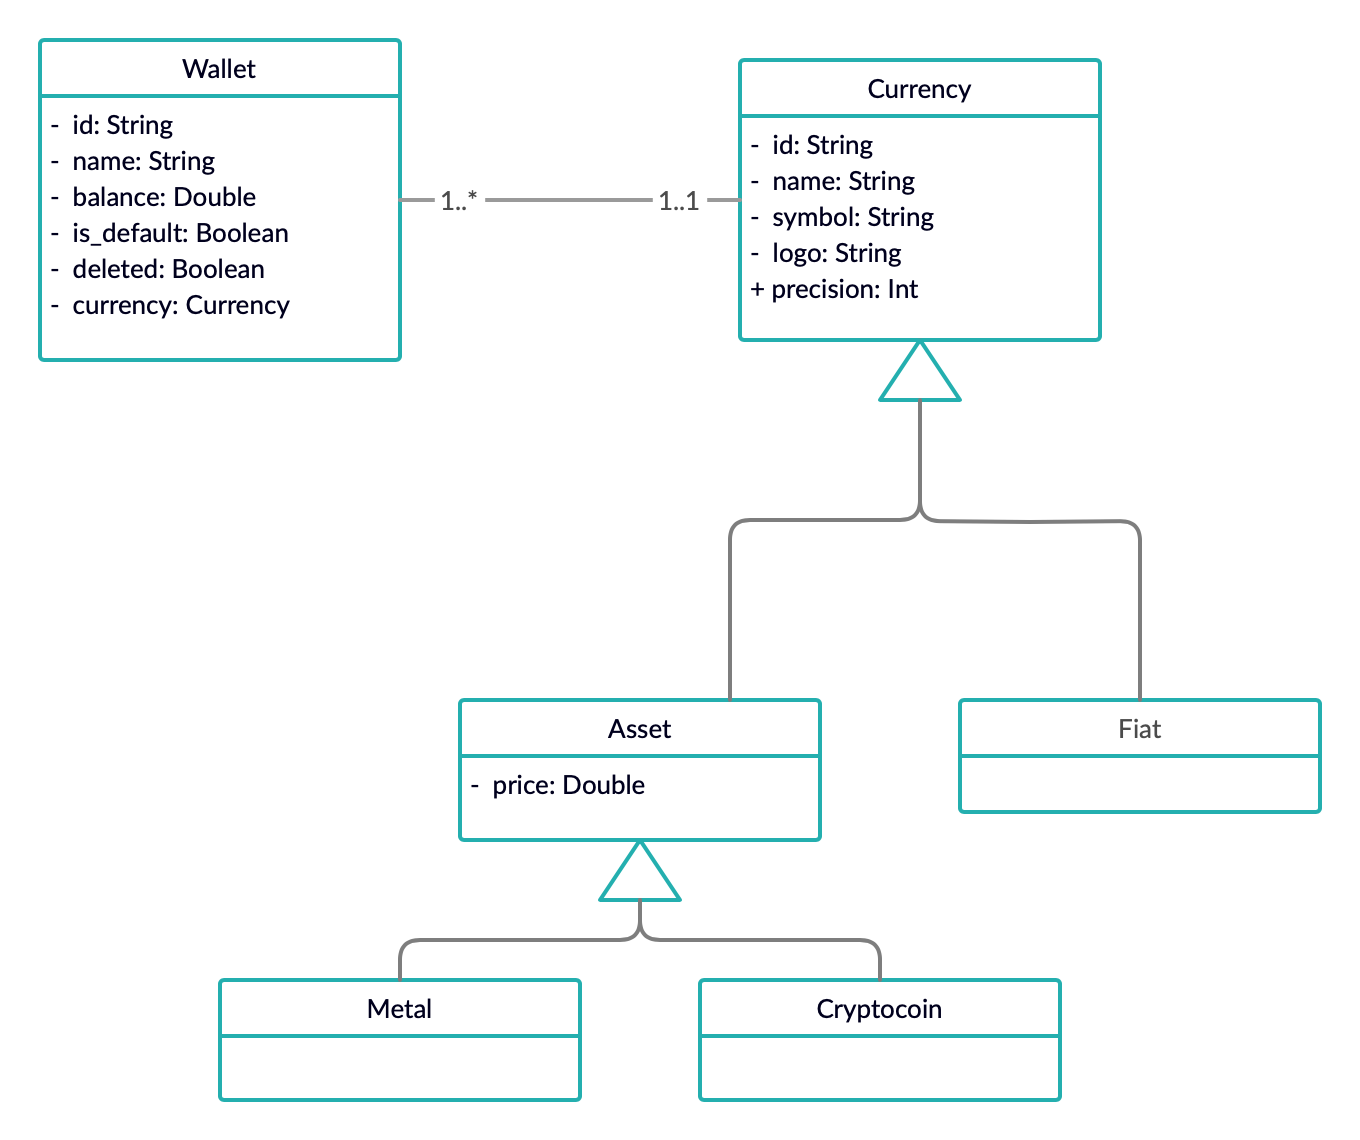 Wallet
- id: String
- name: String
- balance: Double
- is_default: Boolean
- deleted: Boolean
- currency: Currency
1..*
1..1
Currency
- id: String
- name: String
- symbol: String
- logo: String
+ precision: Int
Asset
- price: Double
Fiat
Metal
Cryptocoin